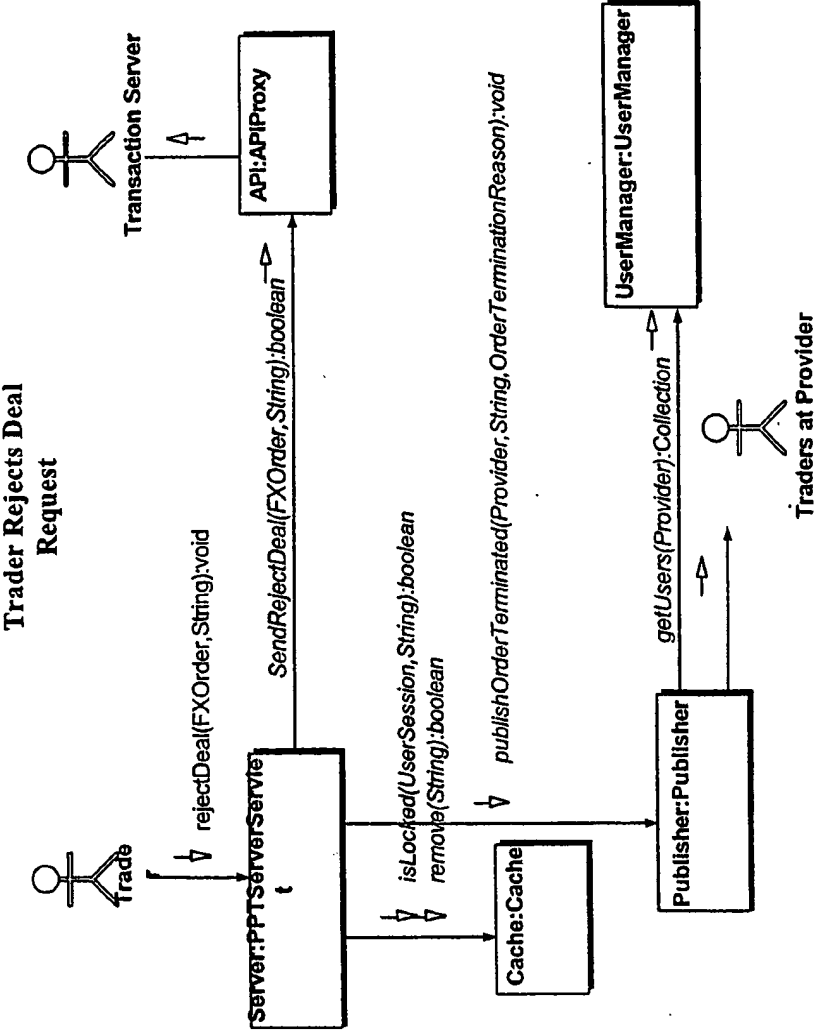 Trader Rejects Deal
Request
Trade
r
rejectDeal(FXOrder,String):void
Transaction Server
Server:PPTServerServle
t
SendRejectDeal(FXOrder,String):boolean
API:APIProxy
isLocked(UserSession,String):boolean
remove(String):boolean
publishOrderTerminated(Provider,String,OrderTerminationReason):void
Cache:Cache
Publisher:Publisher
getUsers(Provider):Collection
UserManager:UserManager
Traders at Provider